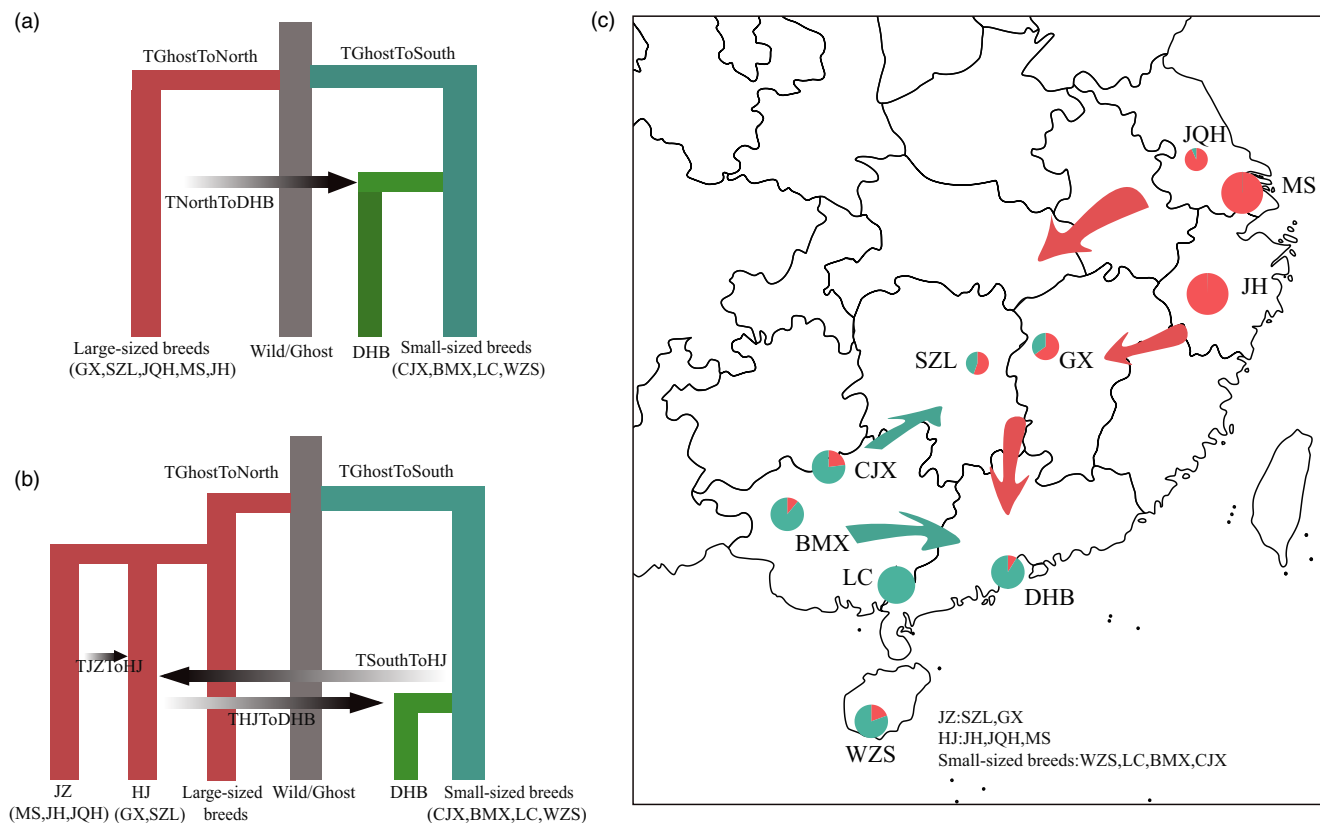 (a)
TGhostToNorth
TGhostToSouth
TNorthToDHB
Large-sized breeds
(GX,SZL,JQH,MS,JH)
Wild/Ghost
DHB
Small-sized breeds
(CJX,BMX,LC,WZS)
(b)
TGhostToNorth
TGhostToSouth
TJZToHJ
TSouthToHJ
THJToDHB
JZ
(MS,JH,JQH)
HJ
(GX,SZL)
Large-sized
breeds
Wild/Ghost
DHB
Small-sized breeds
(CJX,BMX,LC,WZS)
(c)
JQH
MS
JH
SZL
GX
CJX
BMX
LC
DHB
WZS
JZ:SZL,GX
HJ:JH,JQH,MS
Small-sized breeds:WZS,LC,BMX,CJX